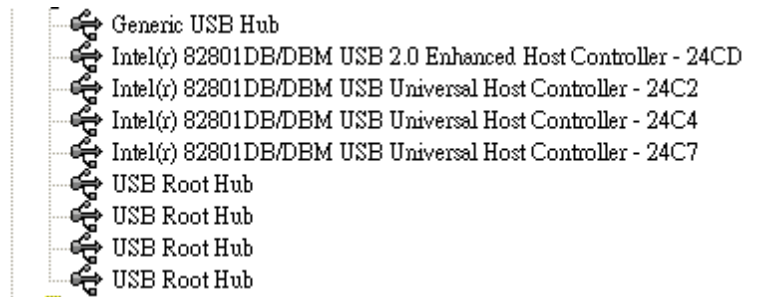 Generic USB Hub
Intel(r) 82801DB/DBM USB 2.0 Enhanced Host Controller - 24CD
Intel(r) 82801DB/DBM USB Universal Host Controller - 24C2
Intel(r) 82801DB/DBM USB Universal Host Controller - 24C4
Intel(r) 82801DB/DBM USB Universal Host Controller - 24C7
USB Root Hub
USB Root Hub
USB Root Hub
USB Root Hub